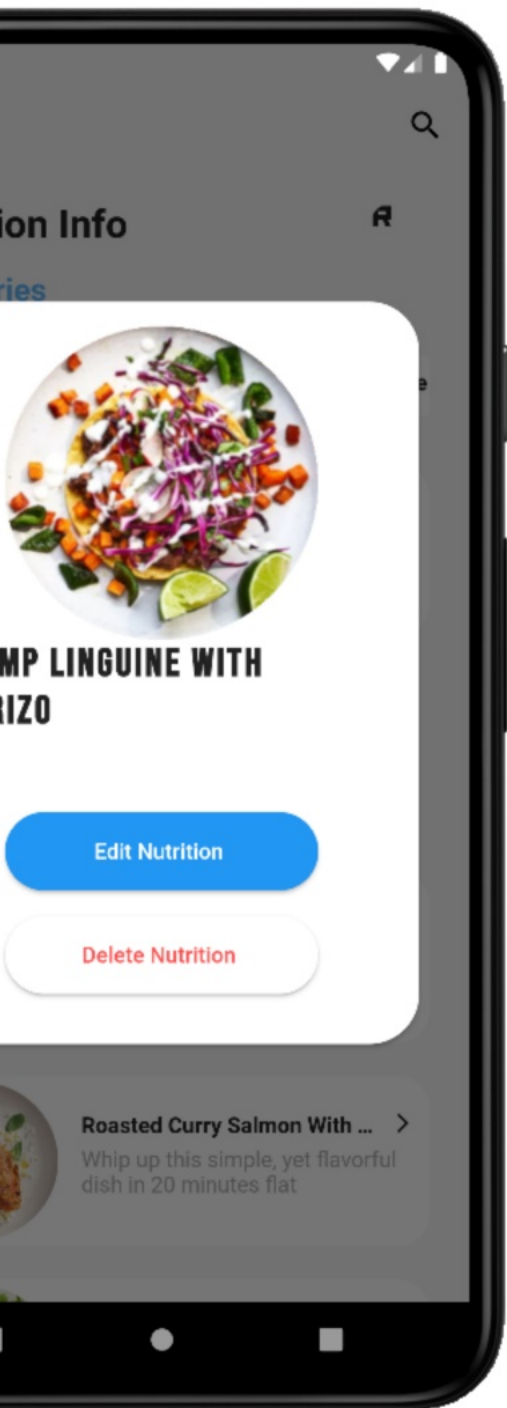 ion Info
ries
e
MP LINGUINE WITH
RIZO
Edit Nutrition
Delete Nutrition
Roasted Curry Salmon With ...
Whip up this simple, yet flavorful
dish in 20 minutes flat